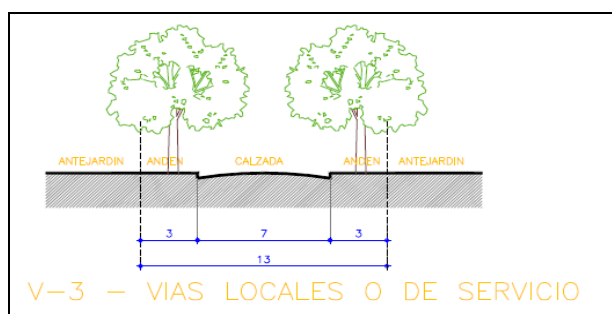 ANTEJARDIN ANDEN CALZADA ANDEN ANTEJARDIN
3 7 3
13
V-3 - VIAS LOCALES O DE SERVICIO